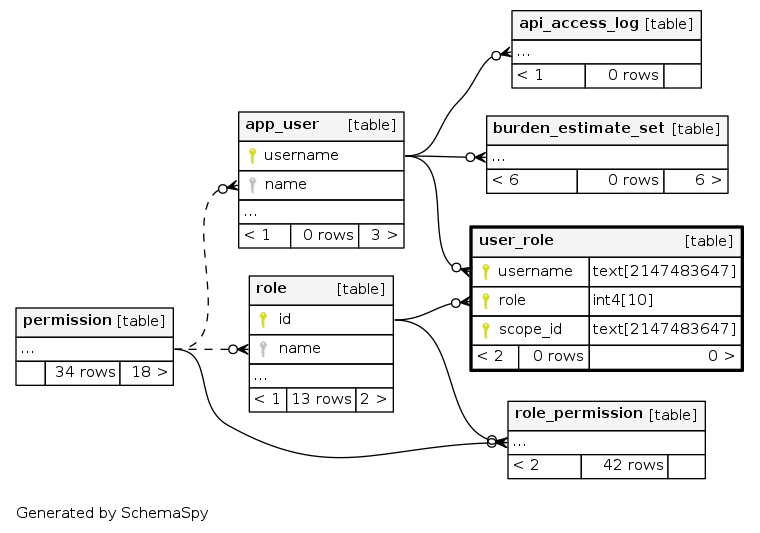 api_access_log [table]
...
< 1 0 rows
app_user [table]
username
name
...
< 1 0 rows 3 >
burden_estimate_set [table]
...
< 6 0 rows 6 >
user_role [table]
username text[2147483647]
role int4[10]
scope_id text[2147483647]
< 2 0 rows 0 >
role [table]
id
name
...
< 1 13 rows 2 >
permission [table]
...
34 rows 18 >
role_permission [table]
...
< 2 42 rows
Generated by SchemaSpy